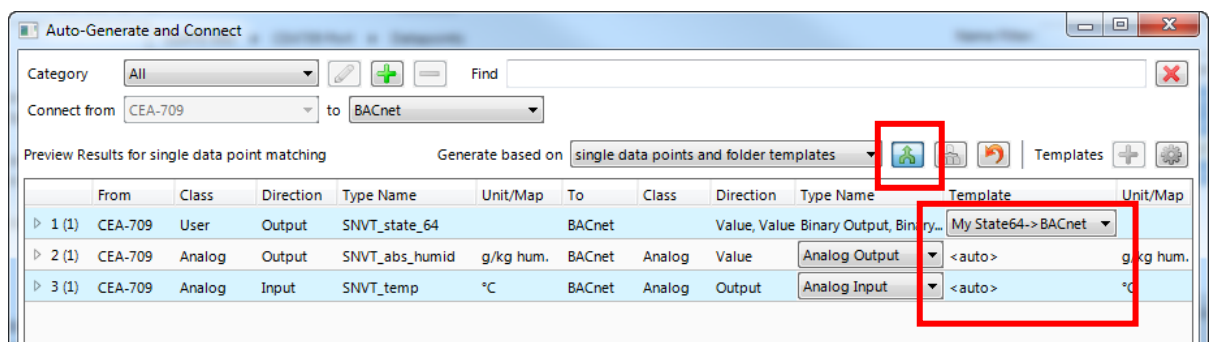 Auto-Generate and Connect
Category All Find
Connect from CEA-709 to BACnet
Preview Results for single data point matching Generate based on single data points and folder templates Templates
From Class Direction Type Name Unit/Map To Class Direction Type Name Template Unit/Map
1 (1) CEA-709 User Output SNVT_state_64 BACnet Value, Value Binary Output, Binary... My State64->BACnet
2 (1) CEA-709 Analog Output SNVT_abs_humid g/kg hum. BACnet Analog Value Analog Output <auto> g/kg hum.
3 (1) CEA-709 Analog Input SNVT_temp °C BACnet Analog Output Analog Input <auto> °C